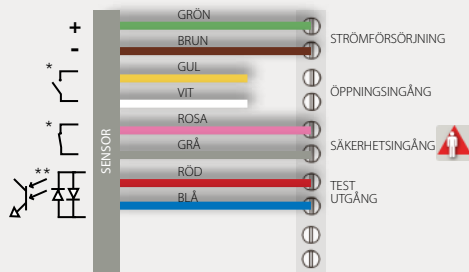 GRÖN
+
STRÖMFÖRSÖRJNING
BRUN
-
GUL
*
ÖPPNINGSINGÅNG
VIT
ROSA
*
SÄKERHETSINGÅNG
GRÅ
SENSOR
RÖD
**
TEST
UTGÅNG
BLÅ